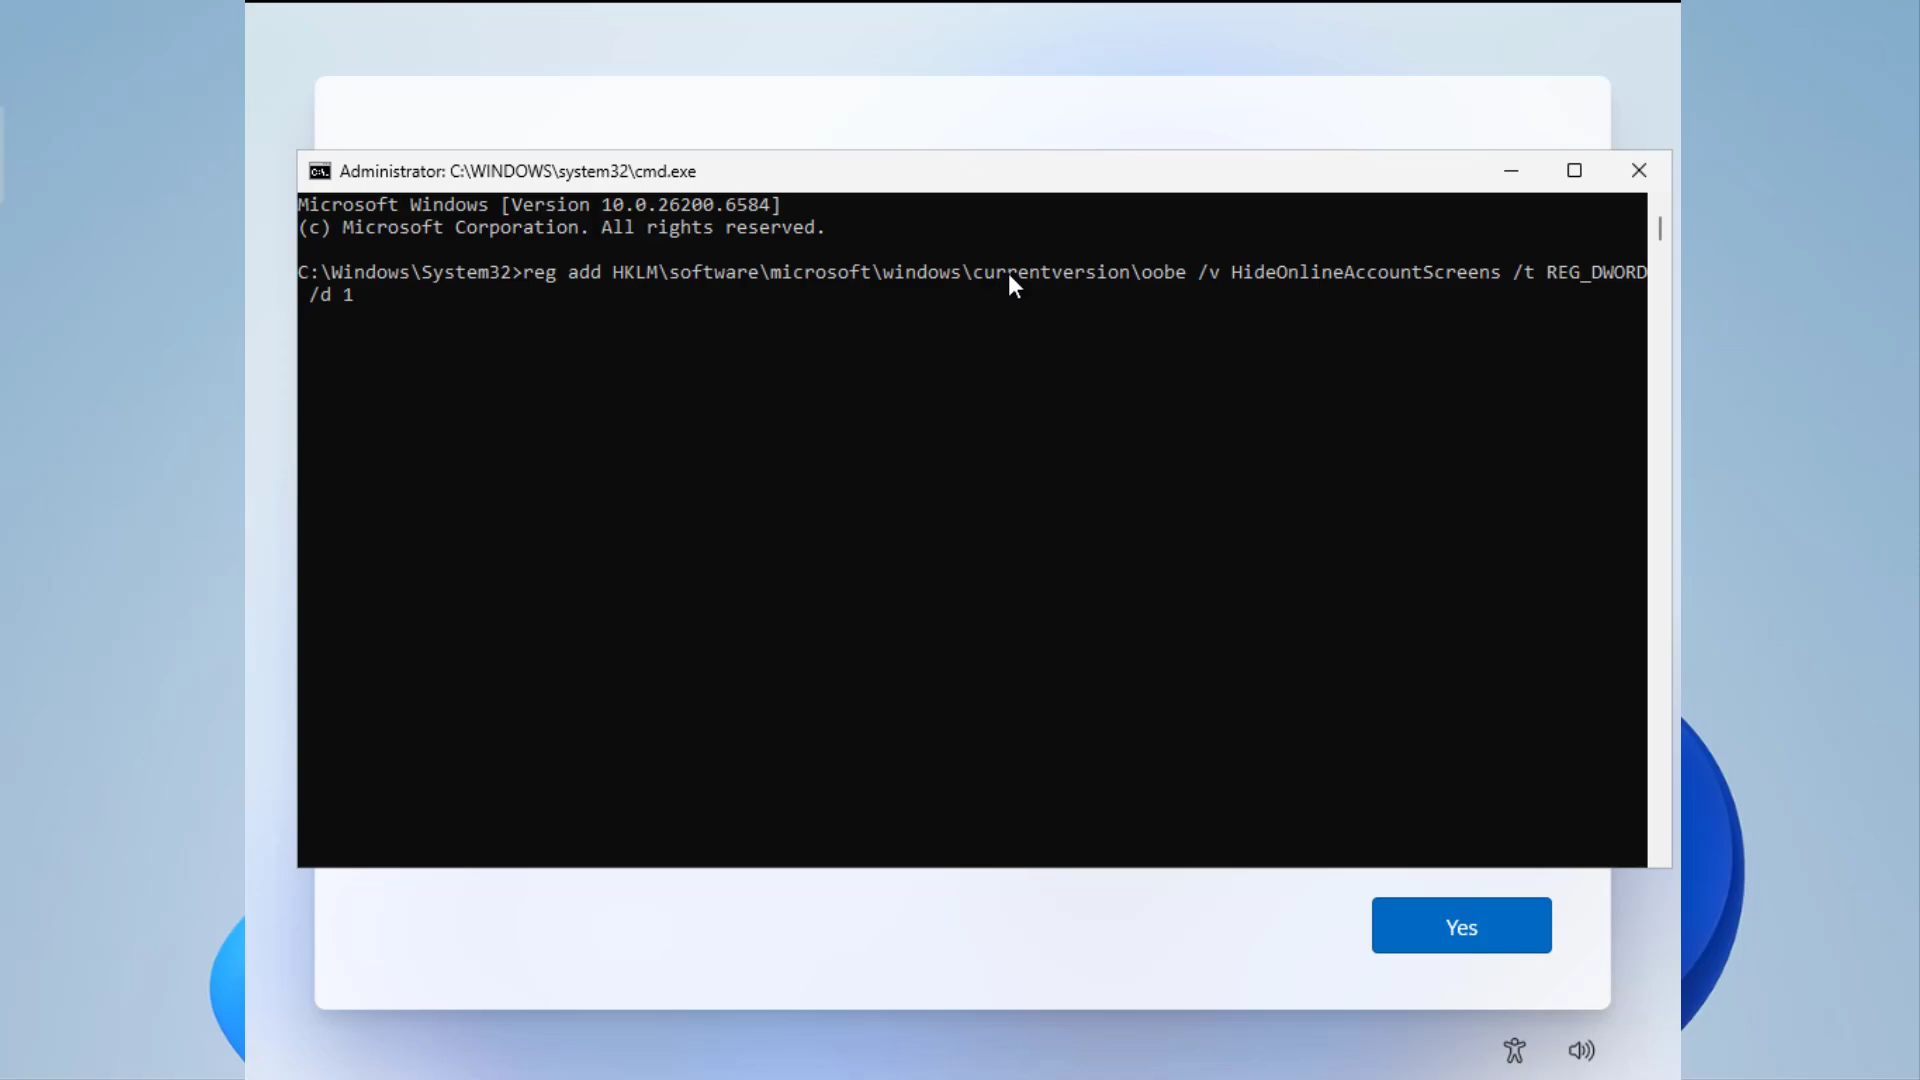 Administrator: C:\WINDOWS\system32\cmd.exe
Microsoft Windows [Version 10.0.26200.6584]
(c) Microsoft Corporation. All rights reserved.
C:\Windows\System32>reg add HKLM\software\microsoft\windows\currentversion\oobe /v HideOnlineAccountScreens /t REG_DWORD
/d 1
Yes